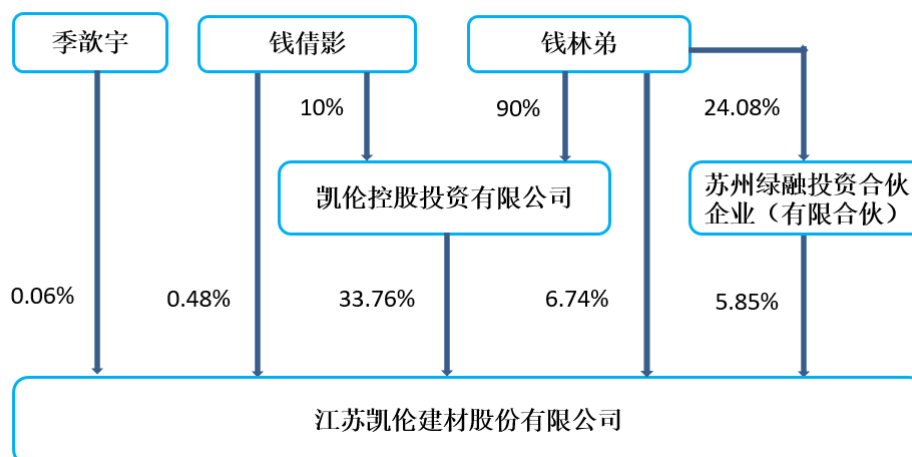 季歆宇
钱倩影
钱林弟
10%
90%
24.08%
凯伦控股投资有限公司
苏州绿融投资合伙
企业（有限合伙）
0.06%
0.48%
33.76%
6.74%
5.85%
江苏凯伦建材股份有限公司